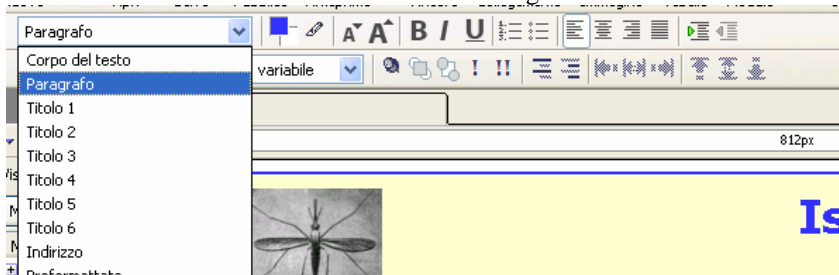 Paragrafo
B I U
Corpo del testo
variabile
Paragrafo
Titolo 1
Titolo 2
812px
Titolo 3
Titolo 4
Titolo 5
Is
Titolo 6
Indirizzo
Preformattato